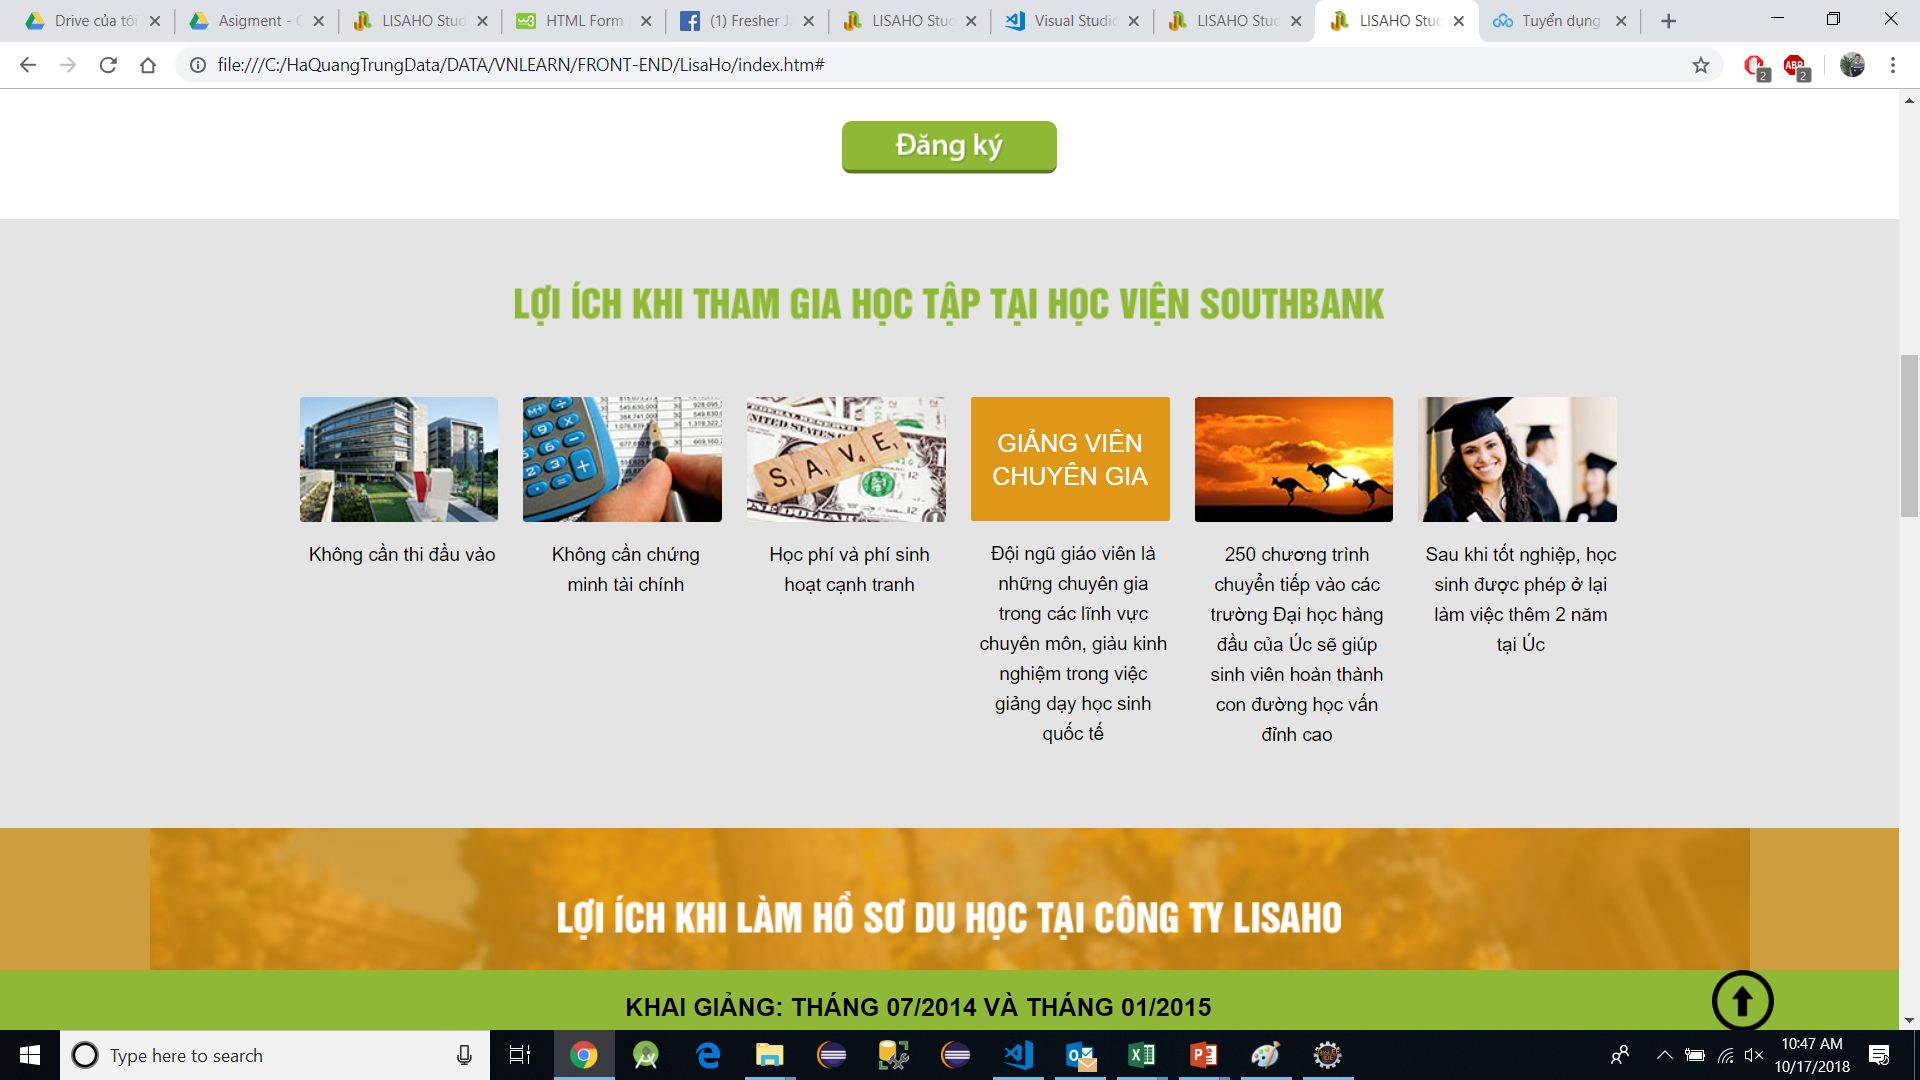 Drive của tôi
Asigment - G
LISAHO Stud
HTML Form
(1) Fresher Ja
LISAHO Stud
Visual Studio
LISAHO Stud
LISAHO Stud
Tuyển dụng
file:///C:/HaQuangTrungData/DATA/VNLEARN/FRONT-END/LisaHo/index.htm#
2
ABP
2
Đăng ký
LỢI ÍCH KHI THAM GIA HỌC TẬP TẠI HỌC VIỆN SOUTHBANK
SAVE
GIẢNG VIÊN
CHUYÊN GIA
Không cần thi đầu vào
Không cần chứng
minh tài chính
Học phí và phí sinh
hoạt cạnh tranh
Đội ngũ giáo viên là
những chuyên gia
trong các lĩnh vực
chuyên môn, giàu kinh
nghiệm trong việc
giảng dạy học sinh
quốc tế
250 chương trình
chuyển tiếp vào các
trường Đại học hàng
đầu của Úc sẽ giúp
sinh viên hoàn thành
con đường học vấn
đỉnh cao
Sau khi tốt nghiệp, học
sinh được phép ở lại
làm việc thêm 2 năm
tại Úc
LỢI ÍCH KHI LÀM HỒ SƠ DU HỌC TẠI CÔNG TY LISAHO
KHAI GIẢNG: THÁNG 07/2014 VÀ THÁNG 01/2015
Type here to search
10:47 AM
10/17/2018